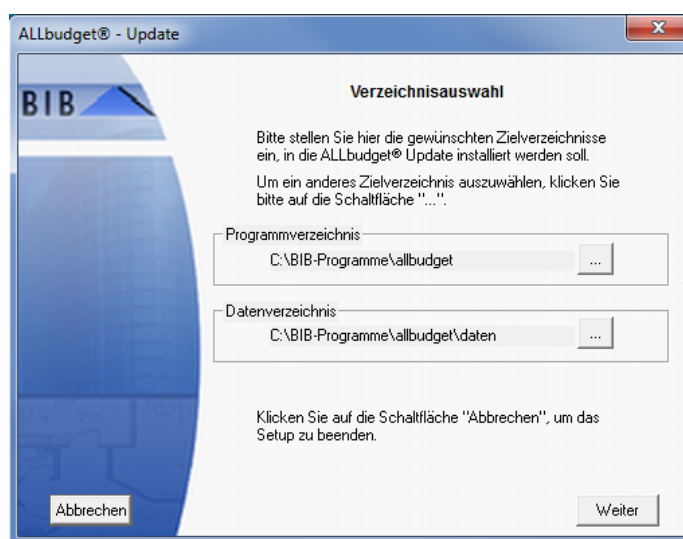 ALLbudget® - Update
BIB
Verzeichnisauswahl
Bitte stellen Sie hier die gewünschten Zielverzeichnisse
ein, in die ALLbudget® Update installiert werden soll.
Um ein anderes Zielverzeichnis auszuwählen, klicken Sie
bitte auf die Schaltfläche "...".
Programmverzeichnis
C:\BIB-Programme\allbudget
...
Datenverzeichnis
C:\BIB-Programme\allbudget\daten
...
Klicken Sie auf die Schaltfläche "Abbrechen", um das
Setup zu beenden.
Abbrechen
Weiter